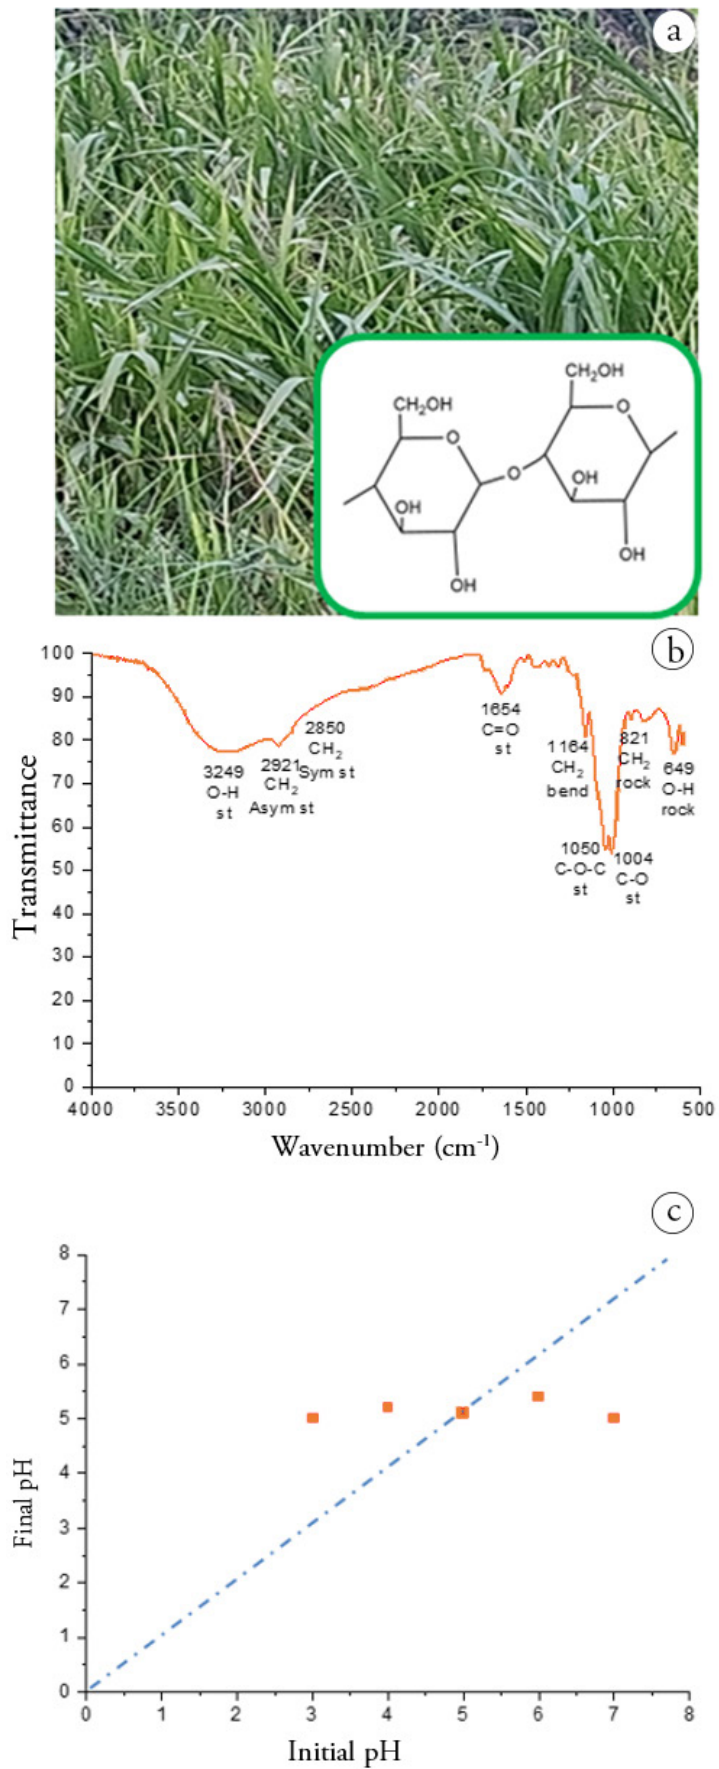 a
CH2OH
CH2OH
O
O
O
OH
OH
OH
OH
b
100
90
80
70
60
50
40
30
20
10
0
Transmittance
3249
O-H
st
2921
CH2
Asym st
2850
CH2
Sym st
1654
C=O
st
1164
CH2
bend
1050
C-O-C
st
1004
C-O
st
821
CH2
rock
649
O-H
rock
4000 3500 3000 2500 2000 1500 1000 500
Wavenumber (cm-1)
c
8
7
6
5
4
3
2
1
0
Final pH
0 1 2 3 4 5 6 7 8
Initial pH